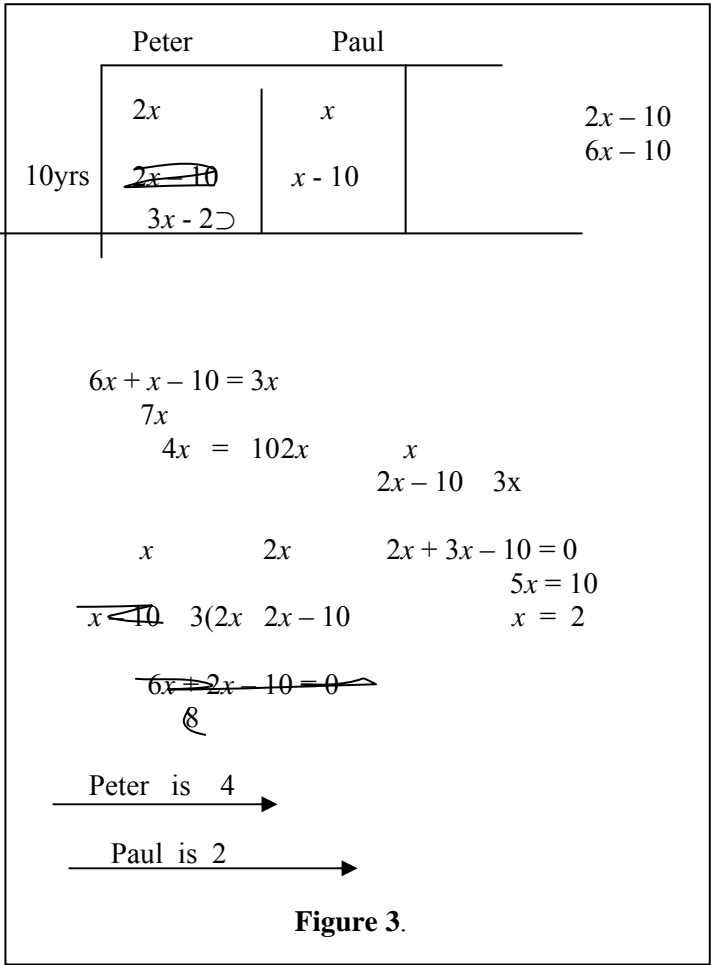 Peter Paul
2x x
2x – 10
6x – 10
10yrs 2x – 10 x - 10
3x - 2⊃
6x + x – 10 = 3x
7x
4x = 102x x
2x – 10 3x
x 2x 2x + 3x – 10 = 0
5x = 10
x – 10 3(2x 2x – 10 x = 2
6x + 2x – 10 = 0
8
Peter is 4
Paul is 2
Figure 3.